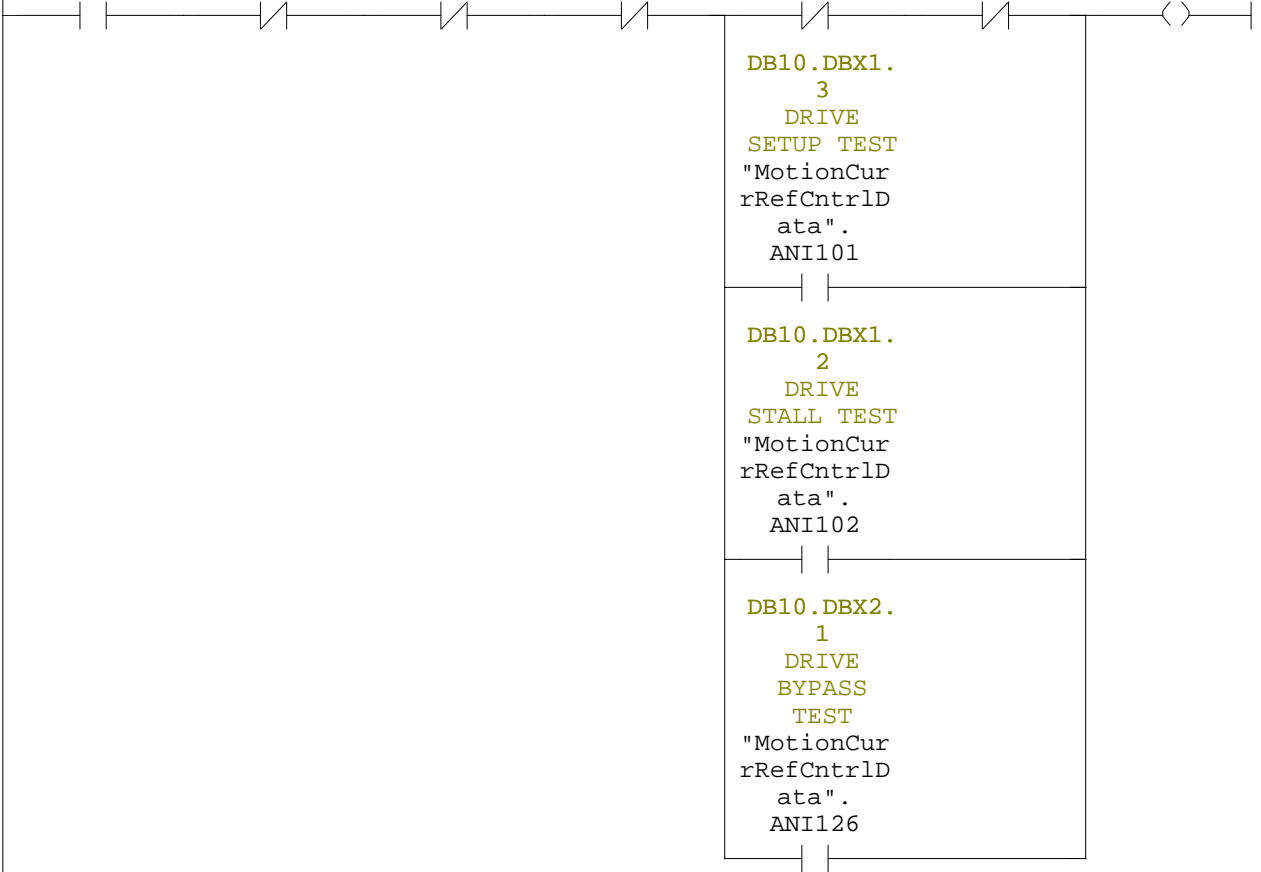 DB10.DBX1.
3
DRIVE
SETUP TEST
"MotionCur
rRefCntrlD
ata".
ANI101
DB10.DBX1.
2
DRIVE
STALL TEST
"MotionCur
rRefCntrlD
ata".
ANI102
DB10.DBX2.
1
DRIVE
BYPASS
TEST
"MotionCur
rRefCntrlD
ata".
ANI126